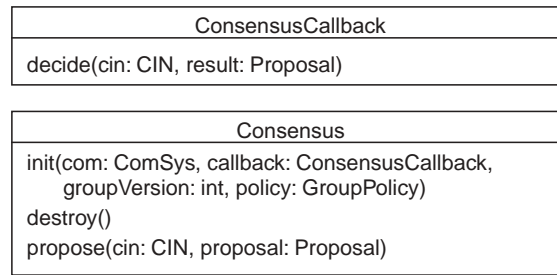 ConsensusCallback
decide(cin: CIN, result: Proposal)
Consensus
init(com: ComSys, callback: ConsensusCallback,
groupVersion: int, policy: GroupPolicy)
destroy()
propose(cin: CIN, proposal: Proposal)